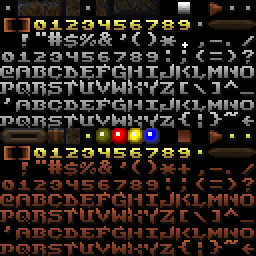 0123456789
!"#$%&'()*+,-./
0123456789:;<=>?
@ABCDEFGHIJKLMNO
PQRSTUVWXYZ[\]^_
'ABCDEFGHIJKLMNO
PQRSTUVWXYZ{¦}~
0123456789
!"#$%&'()*+,-./
0123456789:;<=>?
@ABCDEFGHIJKLMNO
PQRSTUVWXYZ[\]^_
'ABCDEFGHIJKLMNO
PQRSTUVWXYZ{¦}~